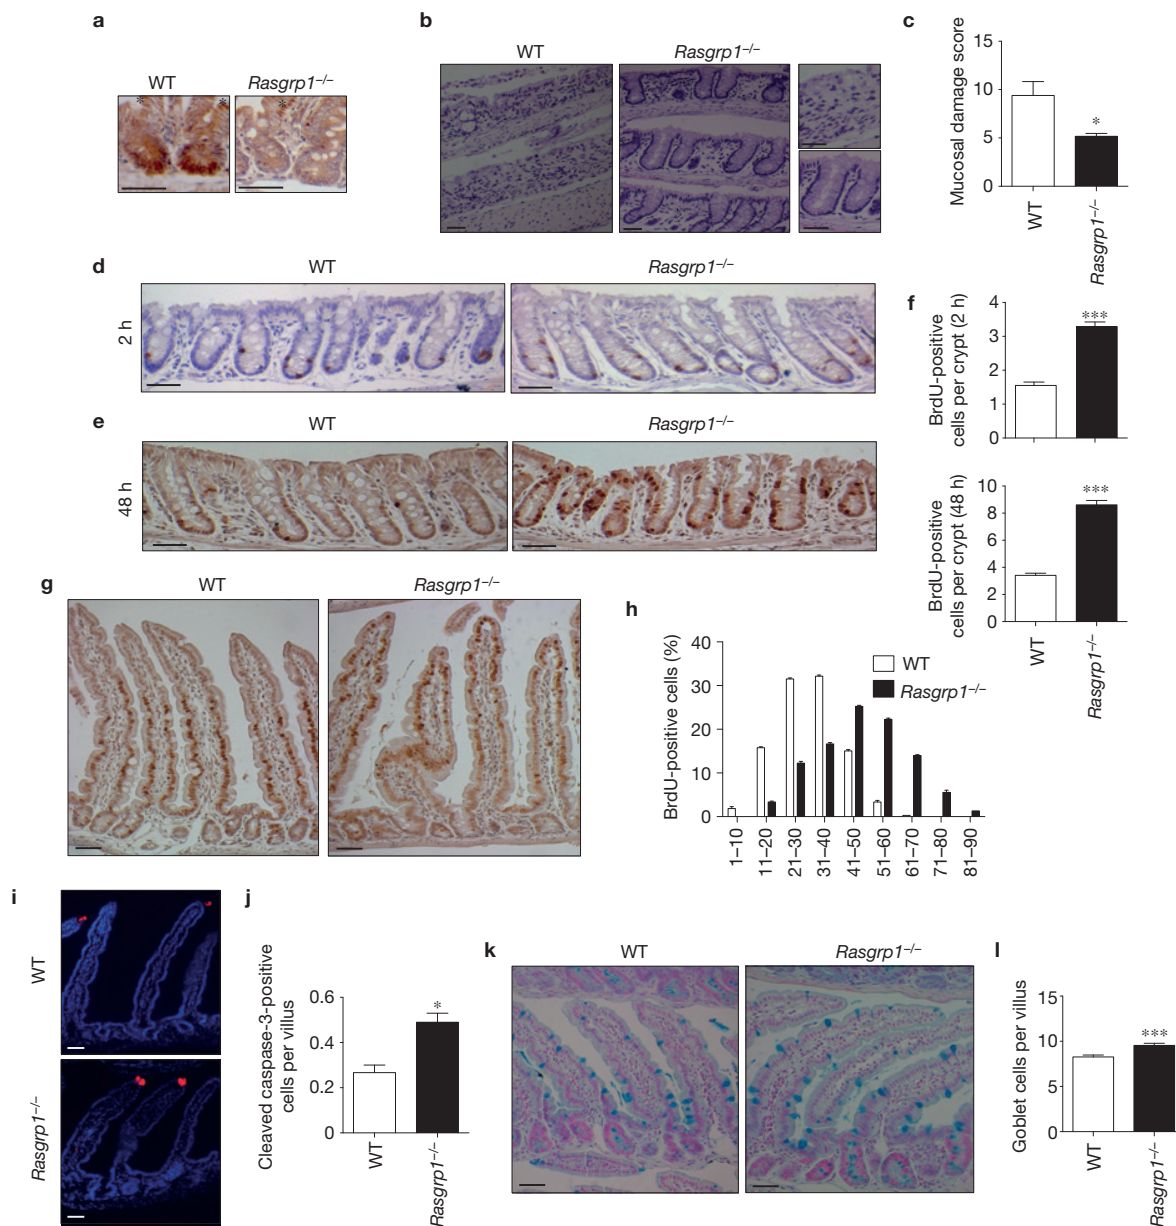 a
WT
Rasgrp1−/−
*
*
*
b
WT
Rasgrp1−/−
c
Mucosal damage score
15
10
5
0
*
WT
Rasgrp1−/−
d
WT
Rasgrp1−/−
2 h
e
WT
Rasgrp1−/−
48 h
f
BrdU-positive
cells per crypt (2 h)
4
3
2
1
0
***
BrdU-positive
cells per crypt (48 h)
10
8
6
4
2
0
***
WT
Rasgrp1−/−
g
WT
Rasgrp1−/−
h
BrdU-positive cells (%)
40
30
20
10
0
WT
Rasgrp1−/−
1–10
11–20
21–30
31–40
41–50
51–60
61–70
71–80
81–90
i
WT
Rasgrp1−/−
j
Cleaved caspase-3-positive
cells per villus
0.6
0.4
0.2
0
*
WT
Rasgrp1−/−
k
WT
Rasgrp1−/−
l
Goblet cells per villus
15
10
5
0
***
WT
Rasgrp1−/−